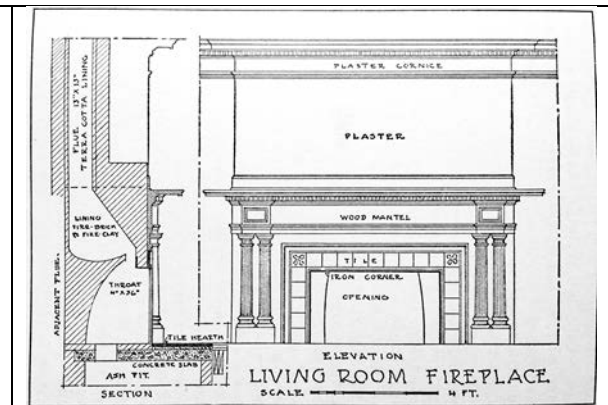 FLUE 13" X 13"
TERRA COTTA LINING
LINING
FIRE-BRICK
& FIRE-CLAY
ADJACENT FLUE.
THROAT
TILE HEARTH
CONCRETE SLAB
ASH PIT.
SECTION
PLASTER CORNICE
PLASTER
WOOD MANTEL
TILE
IRON CORNER
OPENING
ELEVATION
LIVING ROOM FIREPLACE
SCALE 4 FT.